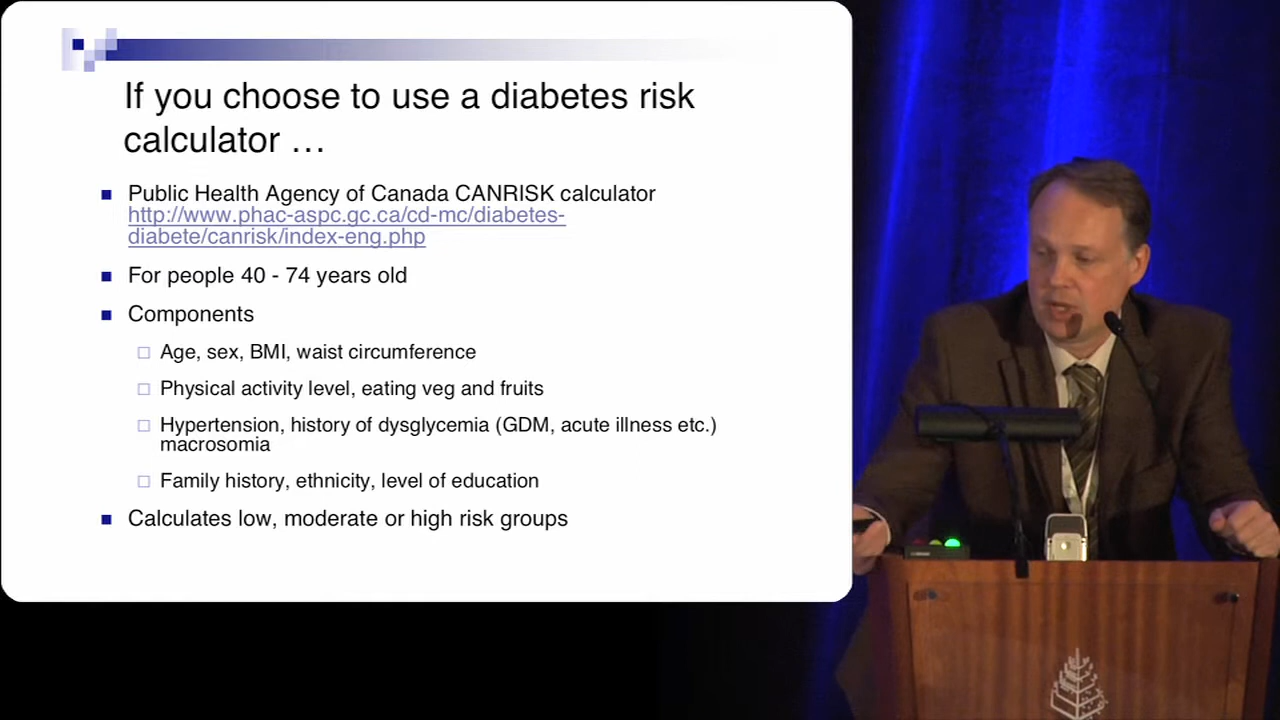 If you choose to use a diabetes risk
calculator …
Public Health Agency of Canada CANRISK calculator
http://www.phac-aspc.gc.ca/cd-mc/diabetes-
diabete/canrisk/index-eng.php
For people 40 - 74 years old
Components
Age, sex, BMI, waist circumference
Physical activity level, eating veg and fruits
Hypertension, history of dysglycemia (GDM, acute illness etc.)
macrosomia
Family history, ethnicity, level of education
Calculates low, moderate or high risk groups